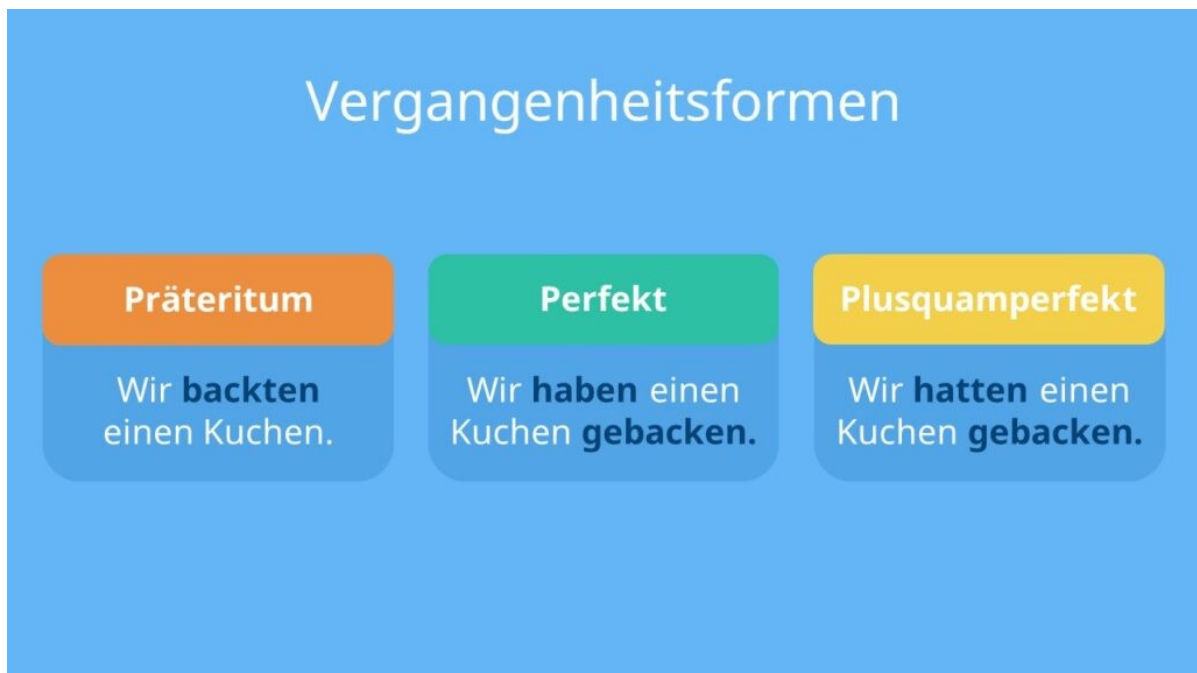 Vergangenheitsformen
Präteritum
Wir backten
einen Kuchen.
Perfekt
Wir haben einen
Kuchen gebacken.
Plusquamperfekt
Wir hatten einen
Kuchen gebacken.